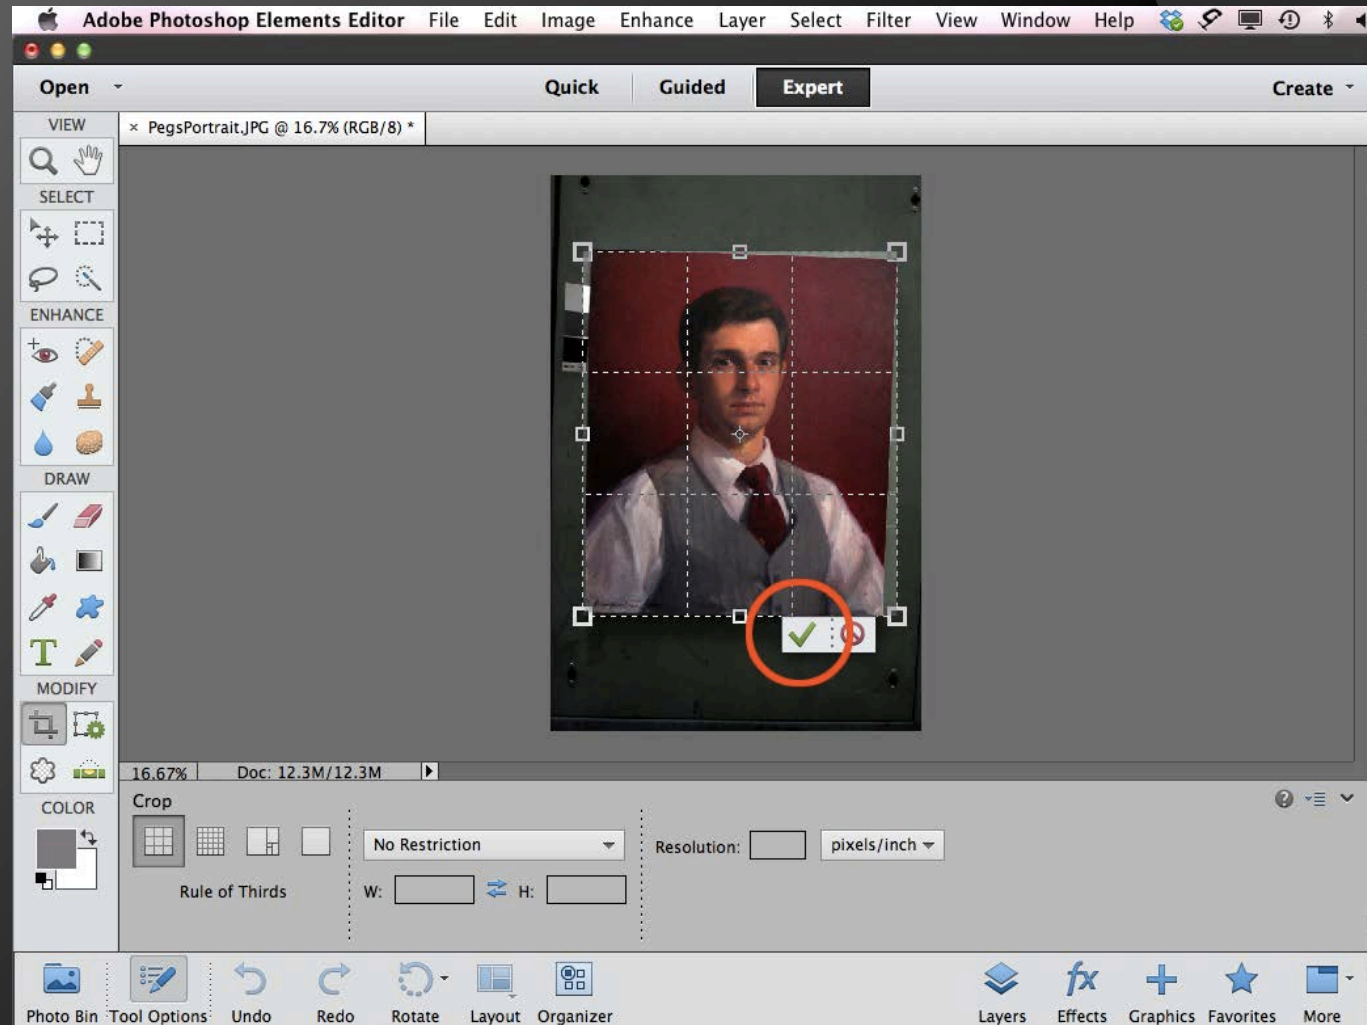 Adobe Photoshop Elements Editor File Edit Image Enhance Layer Select Filter View Window Help
Open Quick Guided Expert Create
VIEW
× PegsPortrait.JPG @ 16.7% (RGB/8) *
SELECT
ENHANCE
DRAW
T
MODIFY
16.67% Doc: 12.3M/12.3M
COLOR
Crop
No Restriction
Resolution: pixels/inch
Rule of Thirds
W: H:
fx
Photo Bin Tool Options Undo Redo Rotate Layout Organizer Layers Effects Graphics Favorites More